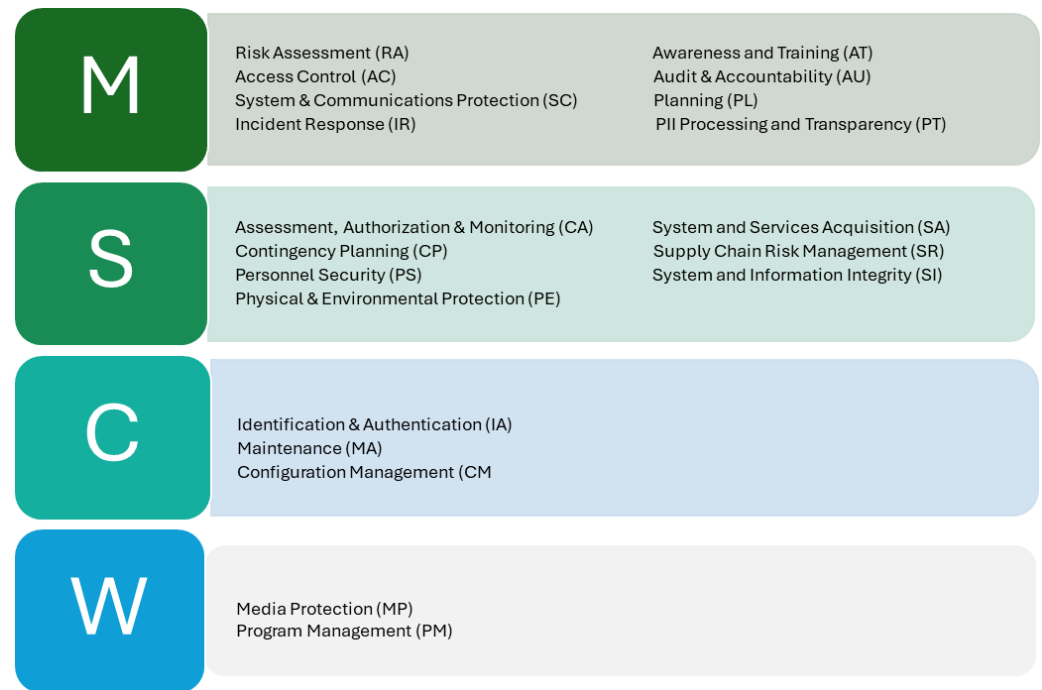 M
Risk Assessment (RA)
Access Control (AC)
System & Communications Protection (SC)
Incident Response (IR)
Awareness and Training (AT)
Audit & Accountability (AU)
Planning (PL)
PII Processing and Transparency (PT)
S
Assessment, Authorization & Monitoring (CA)
Contingency Planning (CP)
Personnel Security (PS)
Physical & Environmental Protection (PE)
System and Services Acquisition (SA)
Supply Chain Risk Management (SR)
System and Information Integrity (SI)
C
Identification & Authentication (IA)
Maintenance (MA)
Configuration Management (CM
W
Media Protection (MP)
Program Management (PM)